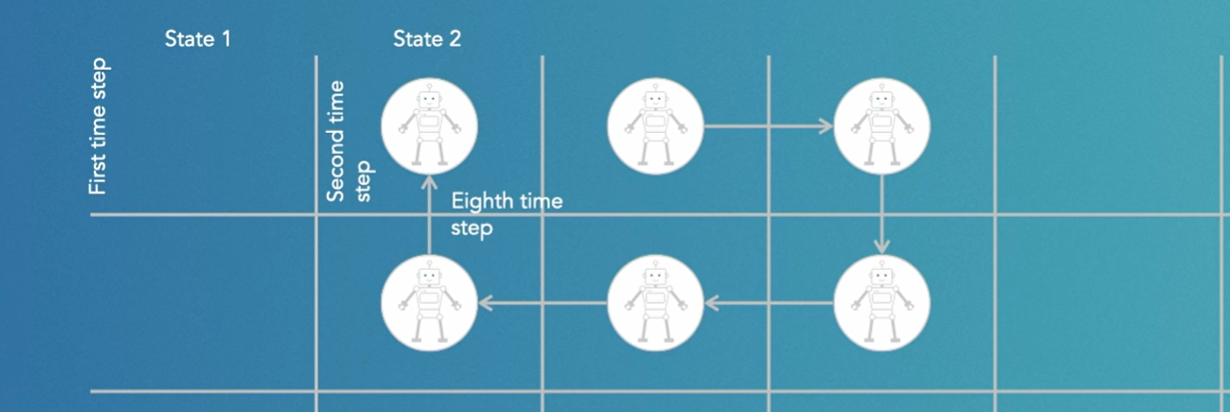 State 1
State 2
First time step
Second time
step
Eighth time
step